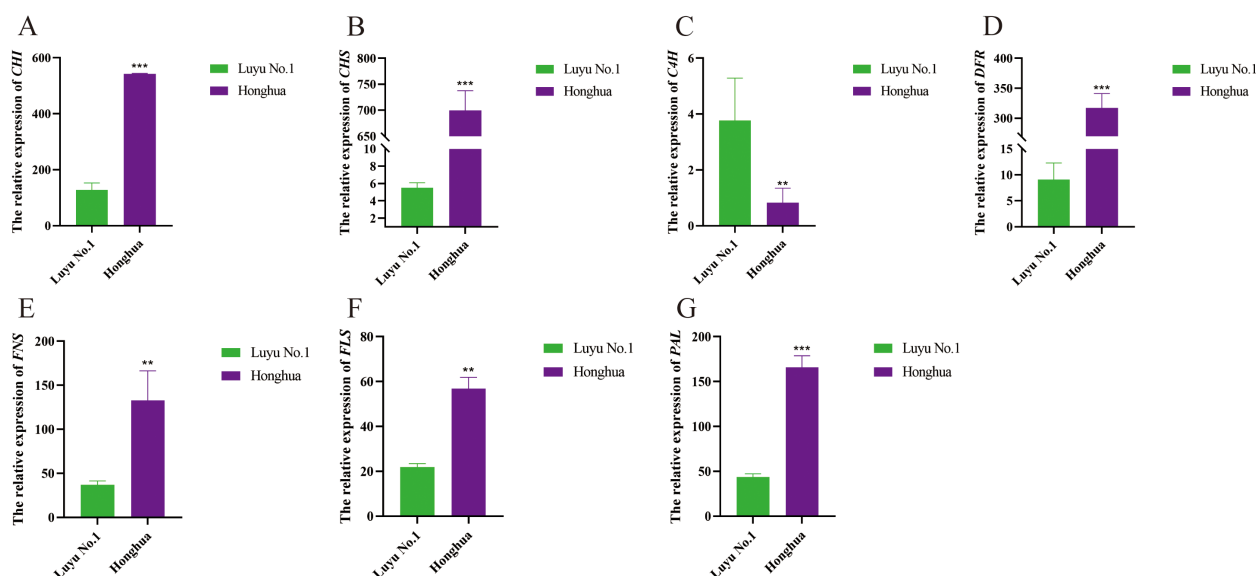 A
The relative expression of CHI
600
400
200
0
***
Luyu No.1
Honghua
Luyu No.1
Honghua
B
The relative expression of CHS
800
750
700
650
10
8
6
4
2
***
Luyu No.1
Honghua
Luyu No.1
Honghua
C
The relative expression of C4H
6
4
2
0
**
Luyu No.1
Honghua
Luyu No.1
Honghua
D
The relative expression of DFR
400
350
300
15
10
5
0
***
Luyu No.1
Honghua
Luyu No.1
Honghua
E
The relative expression of FNS
200
150
100
50
0
**
Luyu No.1
Honghua
Luyu No.1
Honghua
F
The relative expression of FLS
80
60
40
20
0
**
Luyu No.1
Honghua
Luyu No.1
Honghua
G
The relative expression of PAL
200
150
100
50
0
***
Luyu No.1
Honghua
Luyu No.1
Honghua